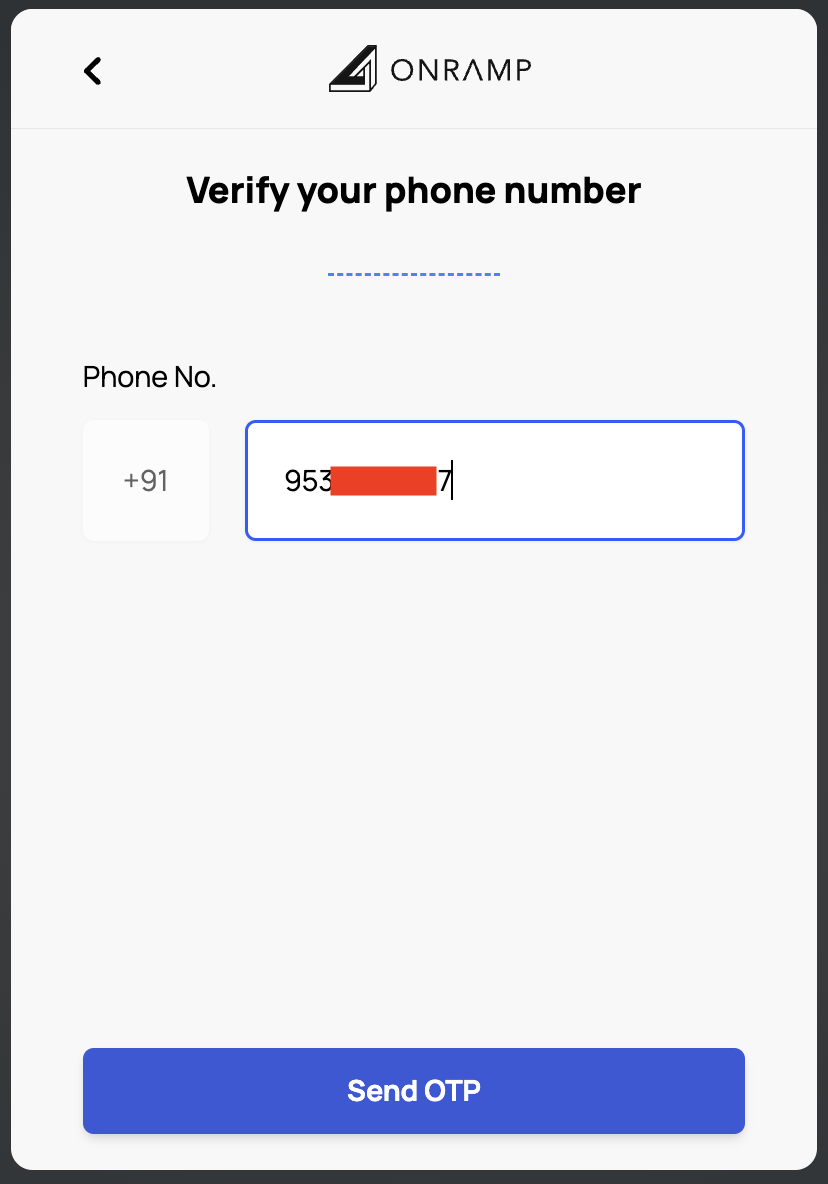 ONRAMP
Verify your phone number
Phone No.
+91
953 7
Send OTP